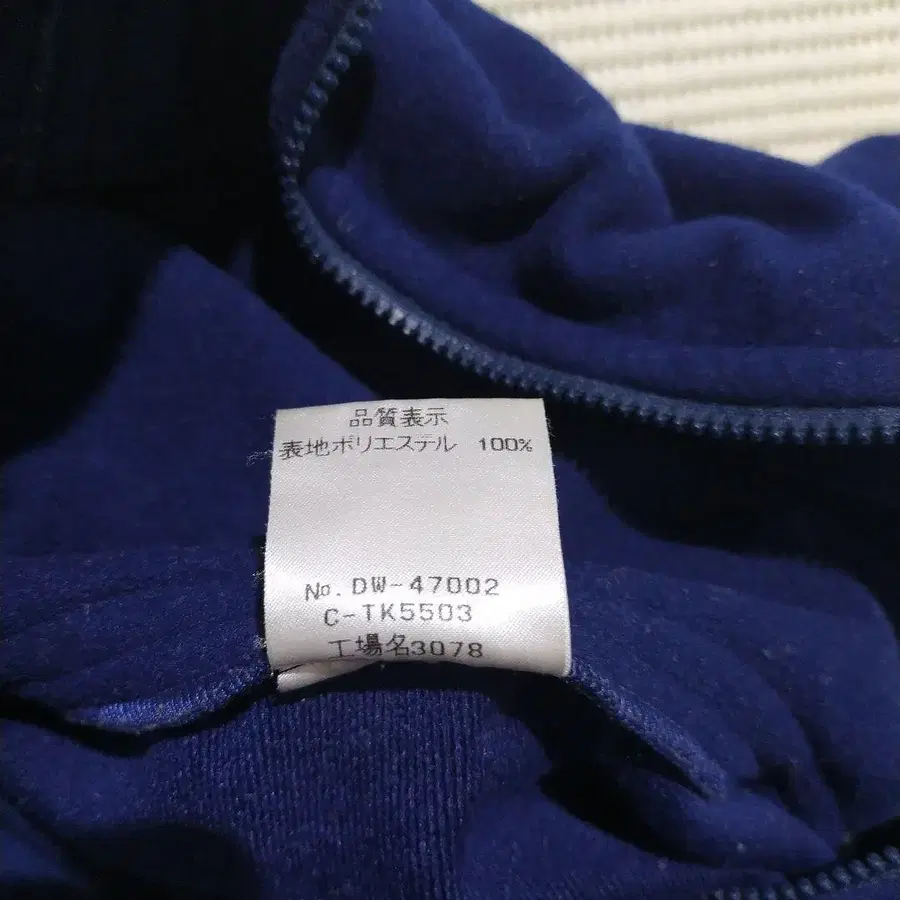 品質表示
表地ポリエステル 100%
No. DW-47002
C-TK5503
工場名3078